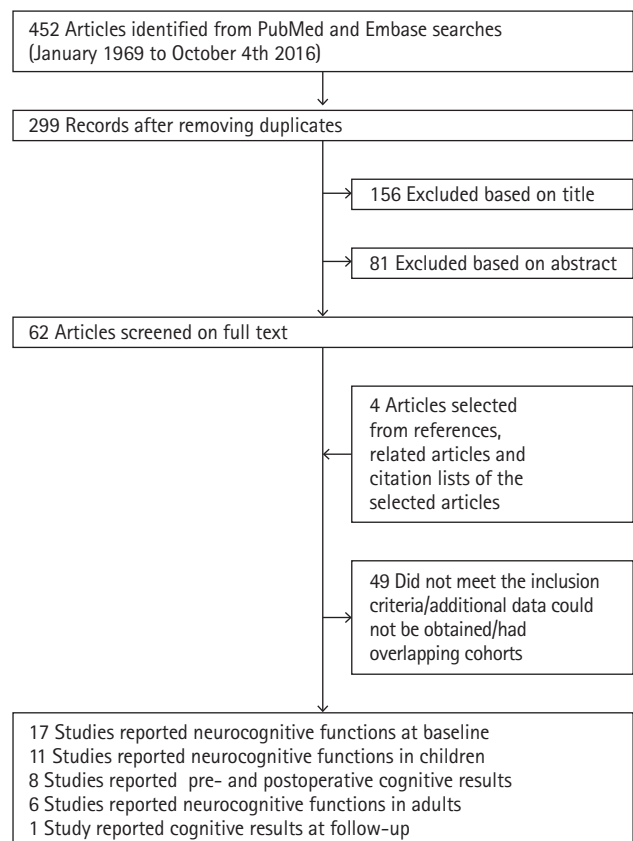 452 Articles identified from PubMed and Embase searches
(January 1969 to October 4th 2016)
299 Records after removing duplicates
156 Excluded based on title
81 Excluded based on abstract
62 Articles screened on full text
4 Articles selected
from references,
related articles and
citation lists of the
selected articles
49 Did not meet the inclusion
criteria/additional data could
not be obtained/had
overlapping cohorts
17 Studies reported neurocognitive functions at baseline
11 Studies reported neurocognitive functions in children
8 Studies reported pre- and postoperative cognitive results
6 Studies reported neurocognitive functions in adults
1 Study reported cognitive results at follow-up